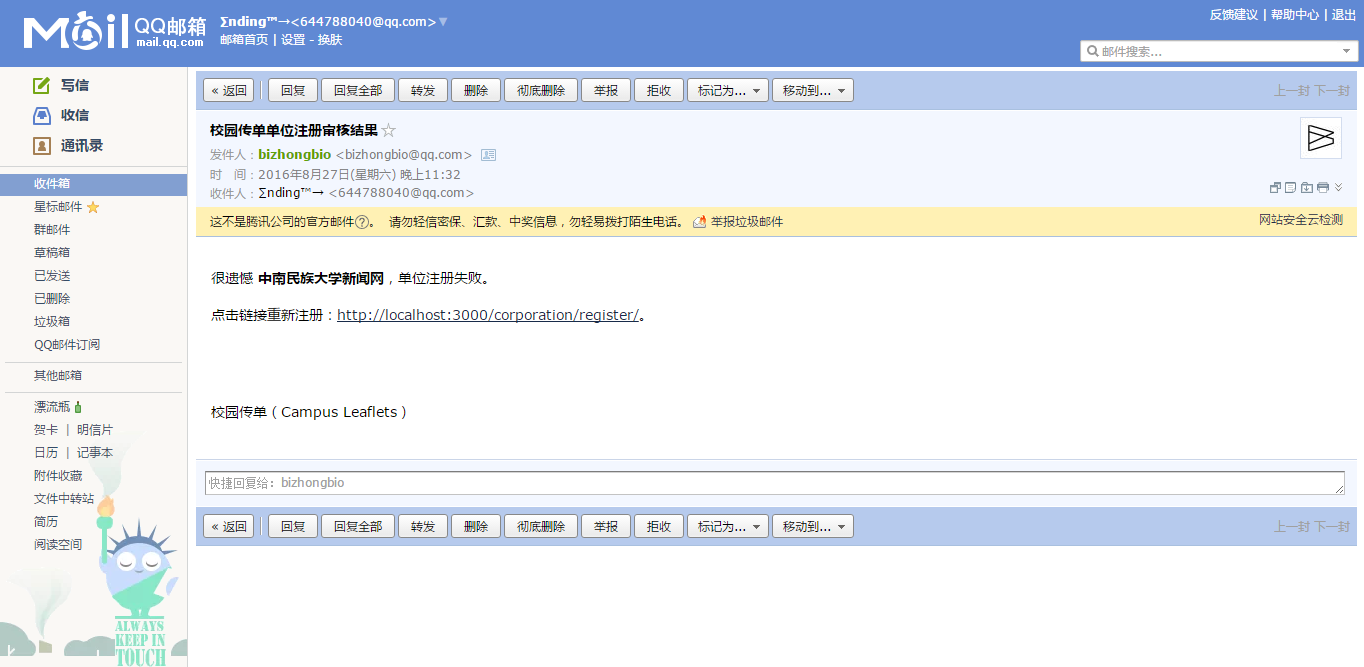 Mail QQ邮箱
mail.qq.com
Σnding™→<644788040@qq.com>▼
邮箱首页 | 设置 - 换肤
反馈建议 | 帮助中心 | 退出
邮件搜索...
写信
收信
通讯录
收件箱
星标邮件
群邮件
草稿箱
已发送
已删除
垃圾箱
QQ邮件订阅
其他邮箱
漂流瓶
贺卡 | 明信片
日历 | 记事本
附件收藏
文件中转站
简历
阅读空间
ALWAYS
KEEP IN
TOUCH
« 返回 回复 回复全部 转发 删除 彻底删除 举报 拒收 标记为... 移动到... 上一封 下一封
校园传单单位注册审核结果☆
发件人：bizhongbio <bizhongbio@qq.com>
时 间：2016年8月27日(星期六) 晚上11:32
收件人：Σnding™→ <644788040@qq.com>
这不是腾讯公司的官方邮件?。 请勿轻信密保、汇款、中奖信息，勿轻易拨打陌生电话。 举报垃圾邮件 网站安全云检测
很遗憾 中南民族大学新闻网，单位注册失败。
点击链接重新注册：http://localhost:3000/corporation/register/。
校园传单（Campus Leaflets）
快捷回复给：bizhongbio
« 返回 回复 回复全部 转发 删除 彻底删除 举报 拒收 标记为... 移动到... 上一封 下一封